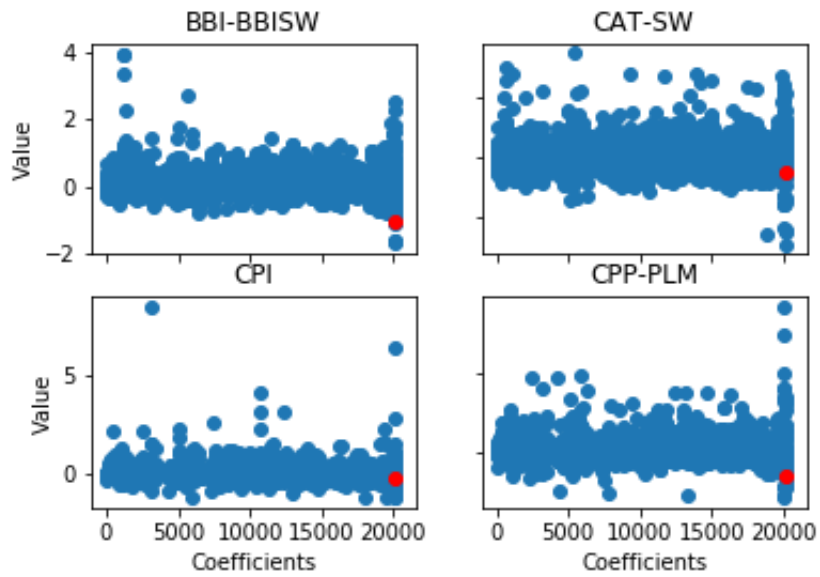 BBI-BBISW
CAT-SW
4
2
0
−2
Value
CPI
CPP-PLM
5
0
Value
0 5000 10000 15000 20000
0 5000 10000 15000 20000
Coefficients
Coefficients